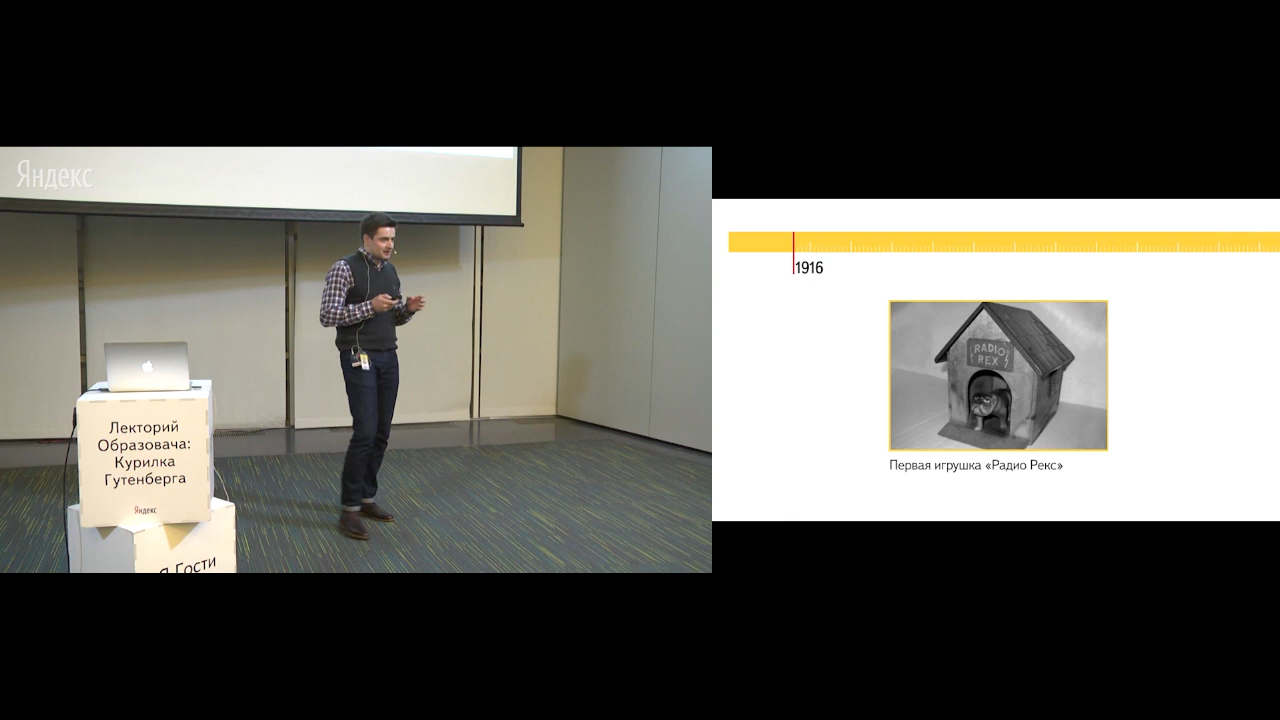 Яндекс
Лекторий
Образовача:
Курилка
Гутенберга
Яндекс
Гости
1916
RADIO
REX
Первая игрушка «Радио Рекс»